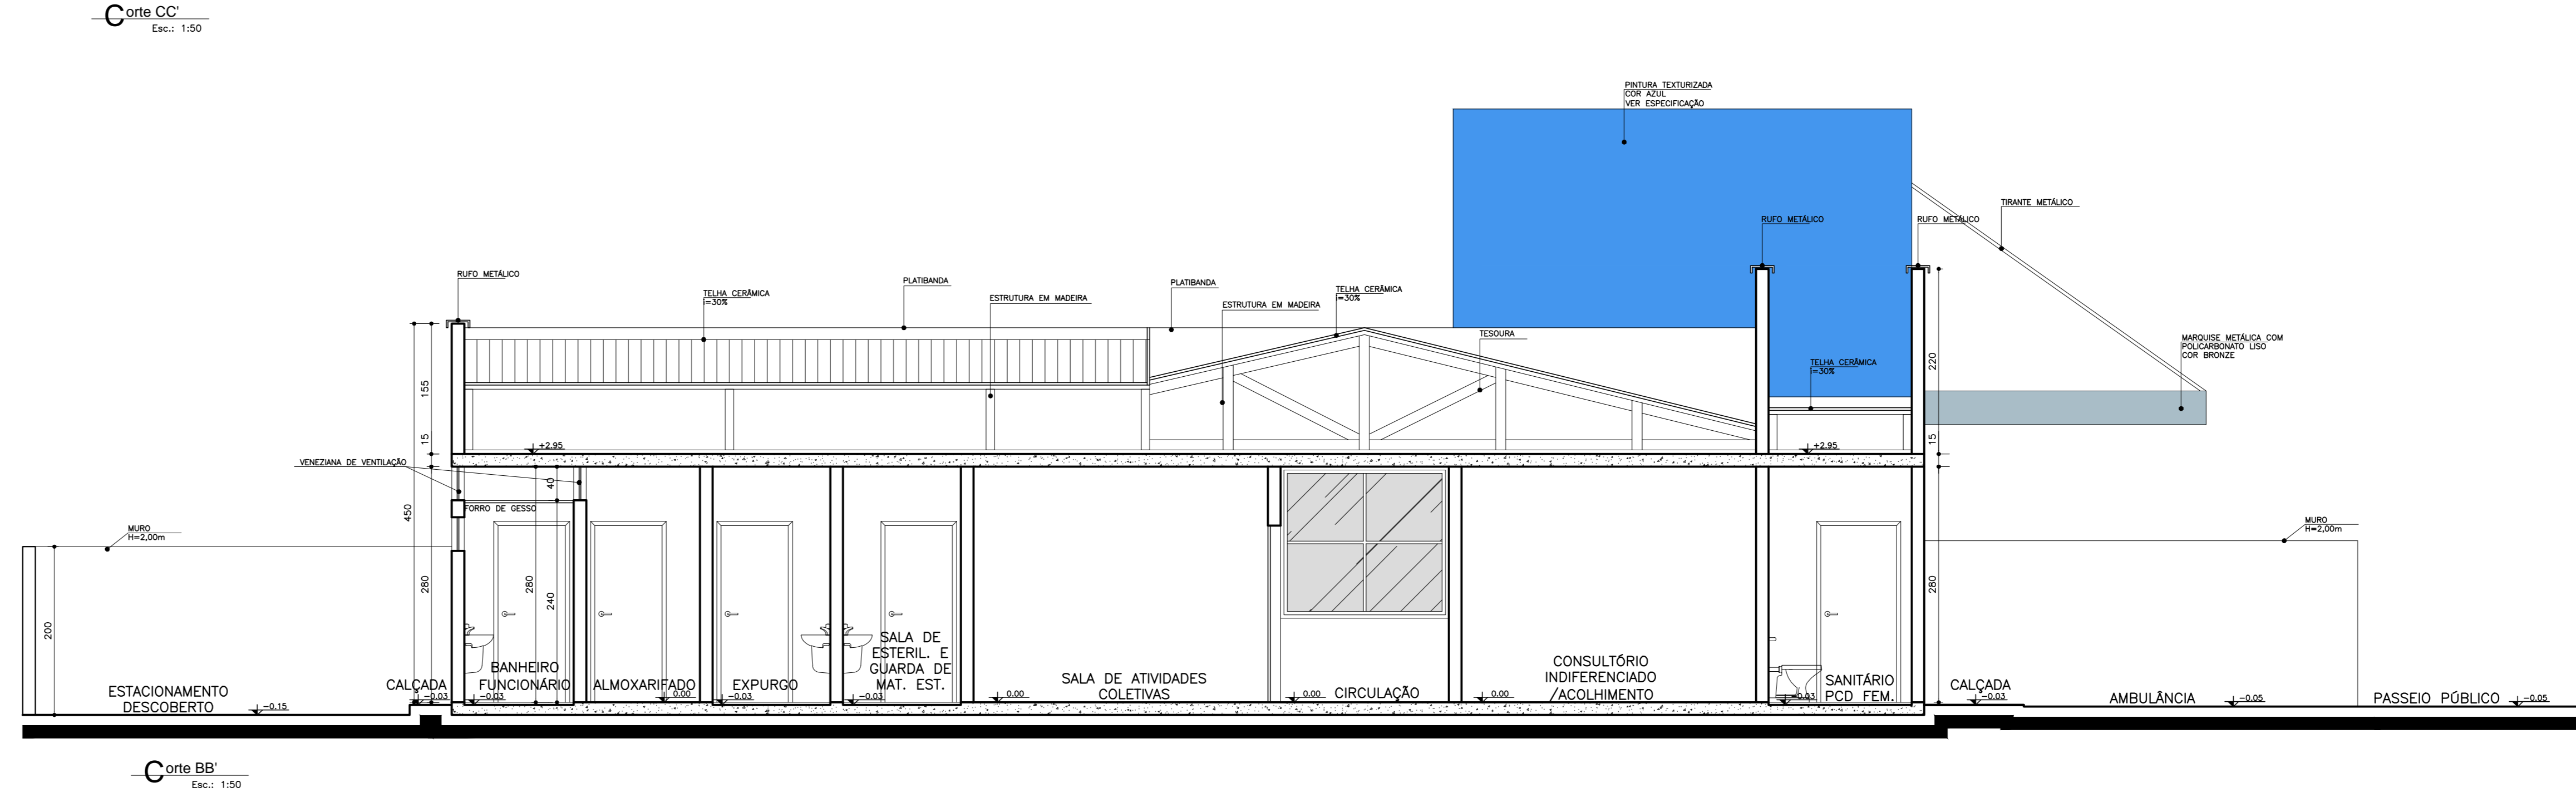 Corte CC'
Esc.: 1:50
PINTURA TEXTURIZADA
COR AZUL
VER ESPECIFICAÇÃO
TIRANTE METÁLICO
RUFO METÁLICO
RUFO METÁLICO
RUFO METÁLICO
TELHA CERÂMICA
i=30%
PLATIBANDA
ESTRUTURA EM MADEIRA
PLATIBANDA
ESTRUTURA EM MADEIRA
TELHA CERÂMICA
i=30%
TESOURA
TELHA CERÂMICA
i=30%
MARQUISE METÁLICA COM
POLICARBONATO LISO
COR BRONZE
155
15
220
15
+2.95
+2.95
VENEZIANA DE VENTILAÇÃO
450
280
280
40
240
280
FORRO DE GESSO
MURO
H=2,00m
MURO
H=2,00m
200
ESTACIONAMENTO
DESCOBERTO
-0.15
CALÇADA
-0.03
BANHEIRO
FUNCIONÁRIO
-0.03
ALMOXARIFADO
0.00
EXPURGO
-0.03
SALA DE
ESTERIL. E
GUARDA DE
MAT. EST.
-0.03
SALA DE ATIVIDADES
COLETIVAS
0.00
CIRCULAÇÃO
0.00
CONSULTÓRIO
INDIFERENCIADO
/ACOLHIMENTO
0.00
SANITÁRIO
PCD FEM.
-0.03
CALÇADA
-0.03
AMBULÂNCIA
-0.05
PASSEIO PÚBLICO
-0.05
Corte BB'
Esc.: 1:50